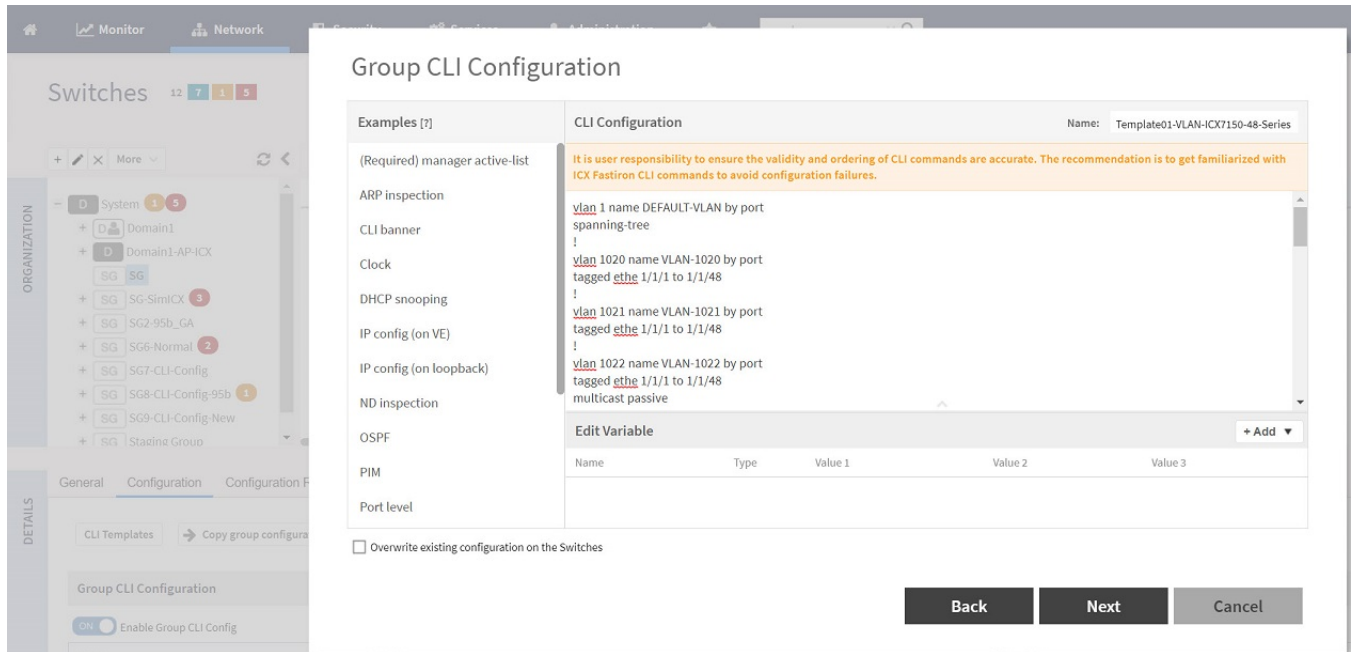 Monitor
Network
Group CLI Configuration
Switches 12 7 1 5
Examples [?]
CLI Configuration
Name: Template01-VLAN-ICX7150-48-Series
+ More
(Required) manager active-list
It is user responsibility to ensure the validity and ordering of CLI commands are accurate. The recommendation is to get familiarized with
ICX Fastiron CLI commands to avoid configuration failures.
ARP inspection
CLI banner
Clock
DHCP snooping
IP config (on VE)
IP config (on loopback)
ND inspection
OSPF
PIM
Port level
vlan 1 name DEFAULT-VLAN by port
spanning-tree
!
vlan 1020 name VLAN-1020 by port
tagged ethe 1/1/1 to 1/1/48
!
vlan 1021 name VLAN-1021 by port
tagged ethe 1/1/1 to 1/1/48
!
vlan 1022 name VLAN-1022 by port
tagged ethe 1/1/1 to 1/1/48
multicast passive
Edit Variable
+ Add
Name Type Value 1 Value 2 Value 3
ORGANIZATION
- D System 1 5
+ D Domain1
+ D Domain1-AP-ICX
SG SG
+ SG SG-SimICX 3
+ SG SG2-95b_GA
+ SG SG6-Normal 2
+ SG SG7-CLI-Config
+ SG SG8-CLI-Config-95b 1
+ SG SG9-CLI-Config-New
+ SG Staging Group
DETAILS
General Configuration Configuration
CLI Templates Copy group configura
Group CLI Configuration
ON Enable Group CLI Config
Overwrite existing configuration on the Switches
Back Next Cancel